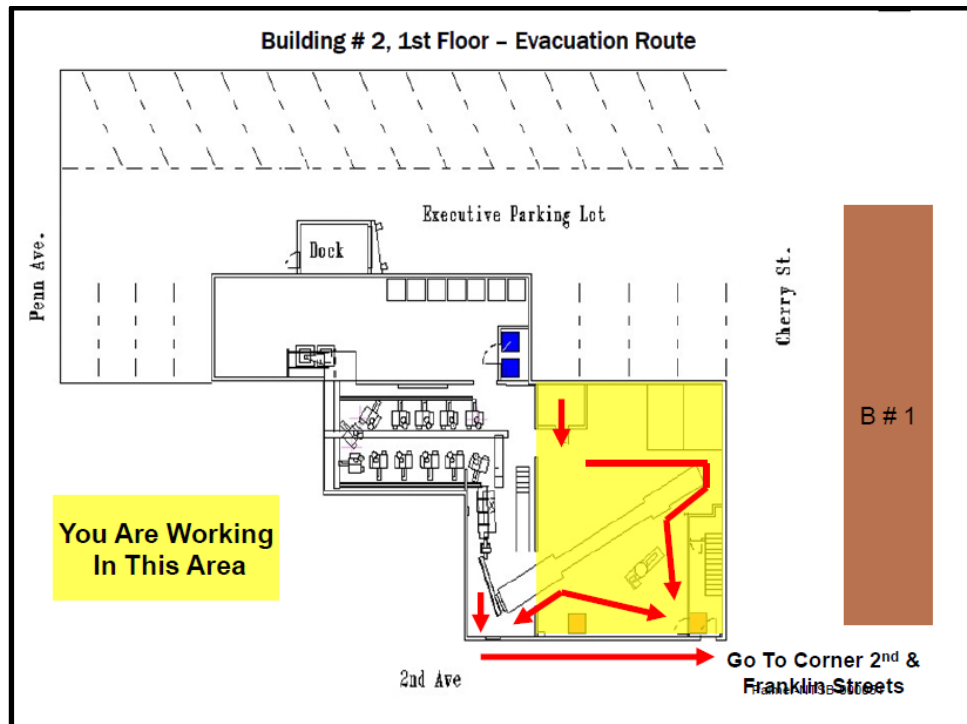 Building # 2, 1st Floor – Evacuation Route
Executive Parking Lot
Dock
Penn Ave.
Cherry St.
B # 1
You Are Working
In This Area
Go To Corner 2nd &
Franklin Streets
2nd Ave